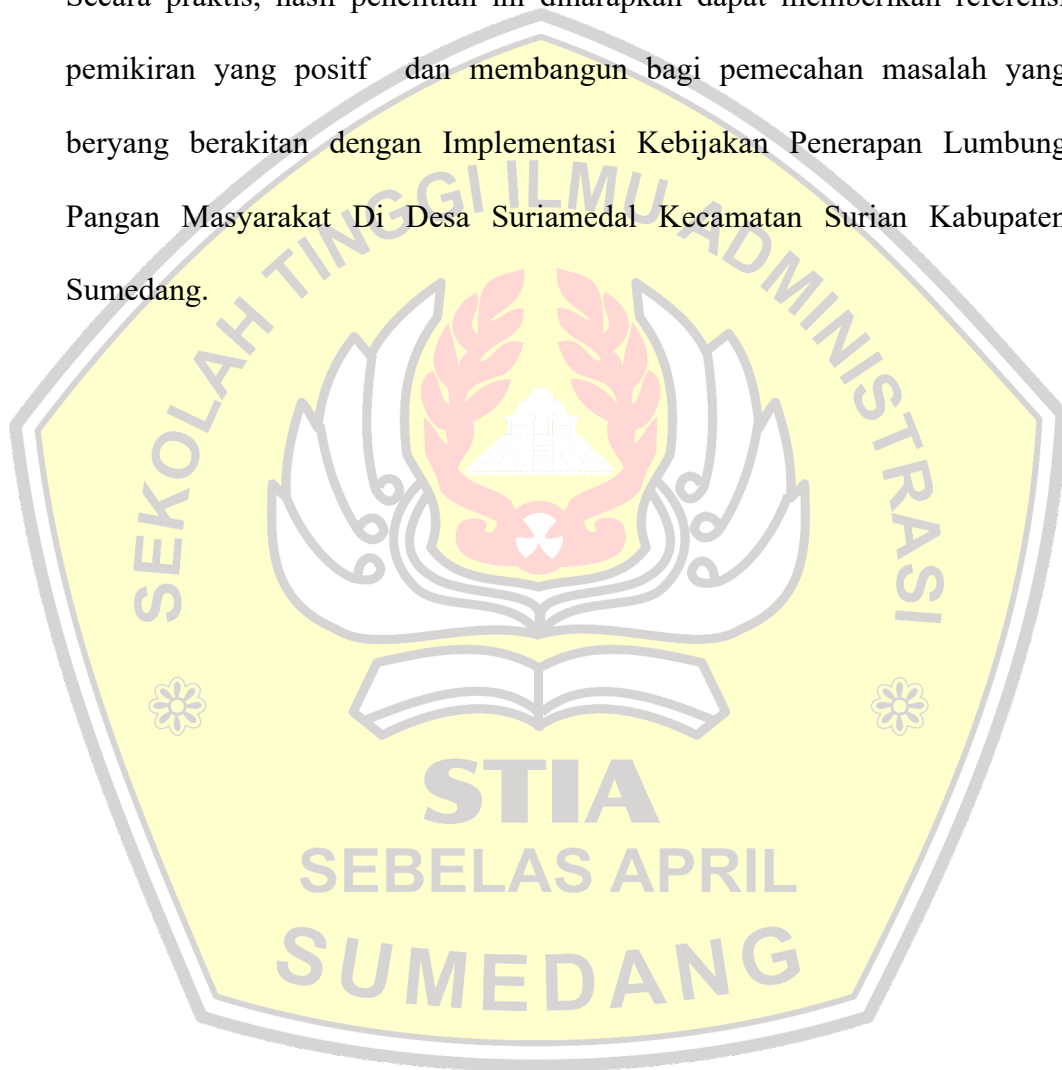 Secara praktis, hasil penelitian ini diharapkan dapat memberikan referensi
pemikiran yang positf dan membangun bagi pemecahan masalah yang
beryang berakitan dengan Implementasi Kebijakan Penerapan Lumbung
Pangan Masyarakat Di Desa Suriamedal Kecamatan Surian Kabupaten
Sumedang.
SEKOLAH TINGGI ILMU ADMINISTRASI
STIA
SEBELAS APRIL
SUMEDANG